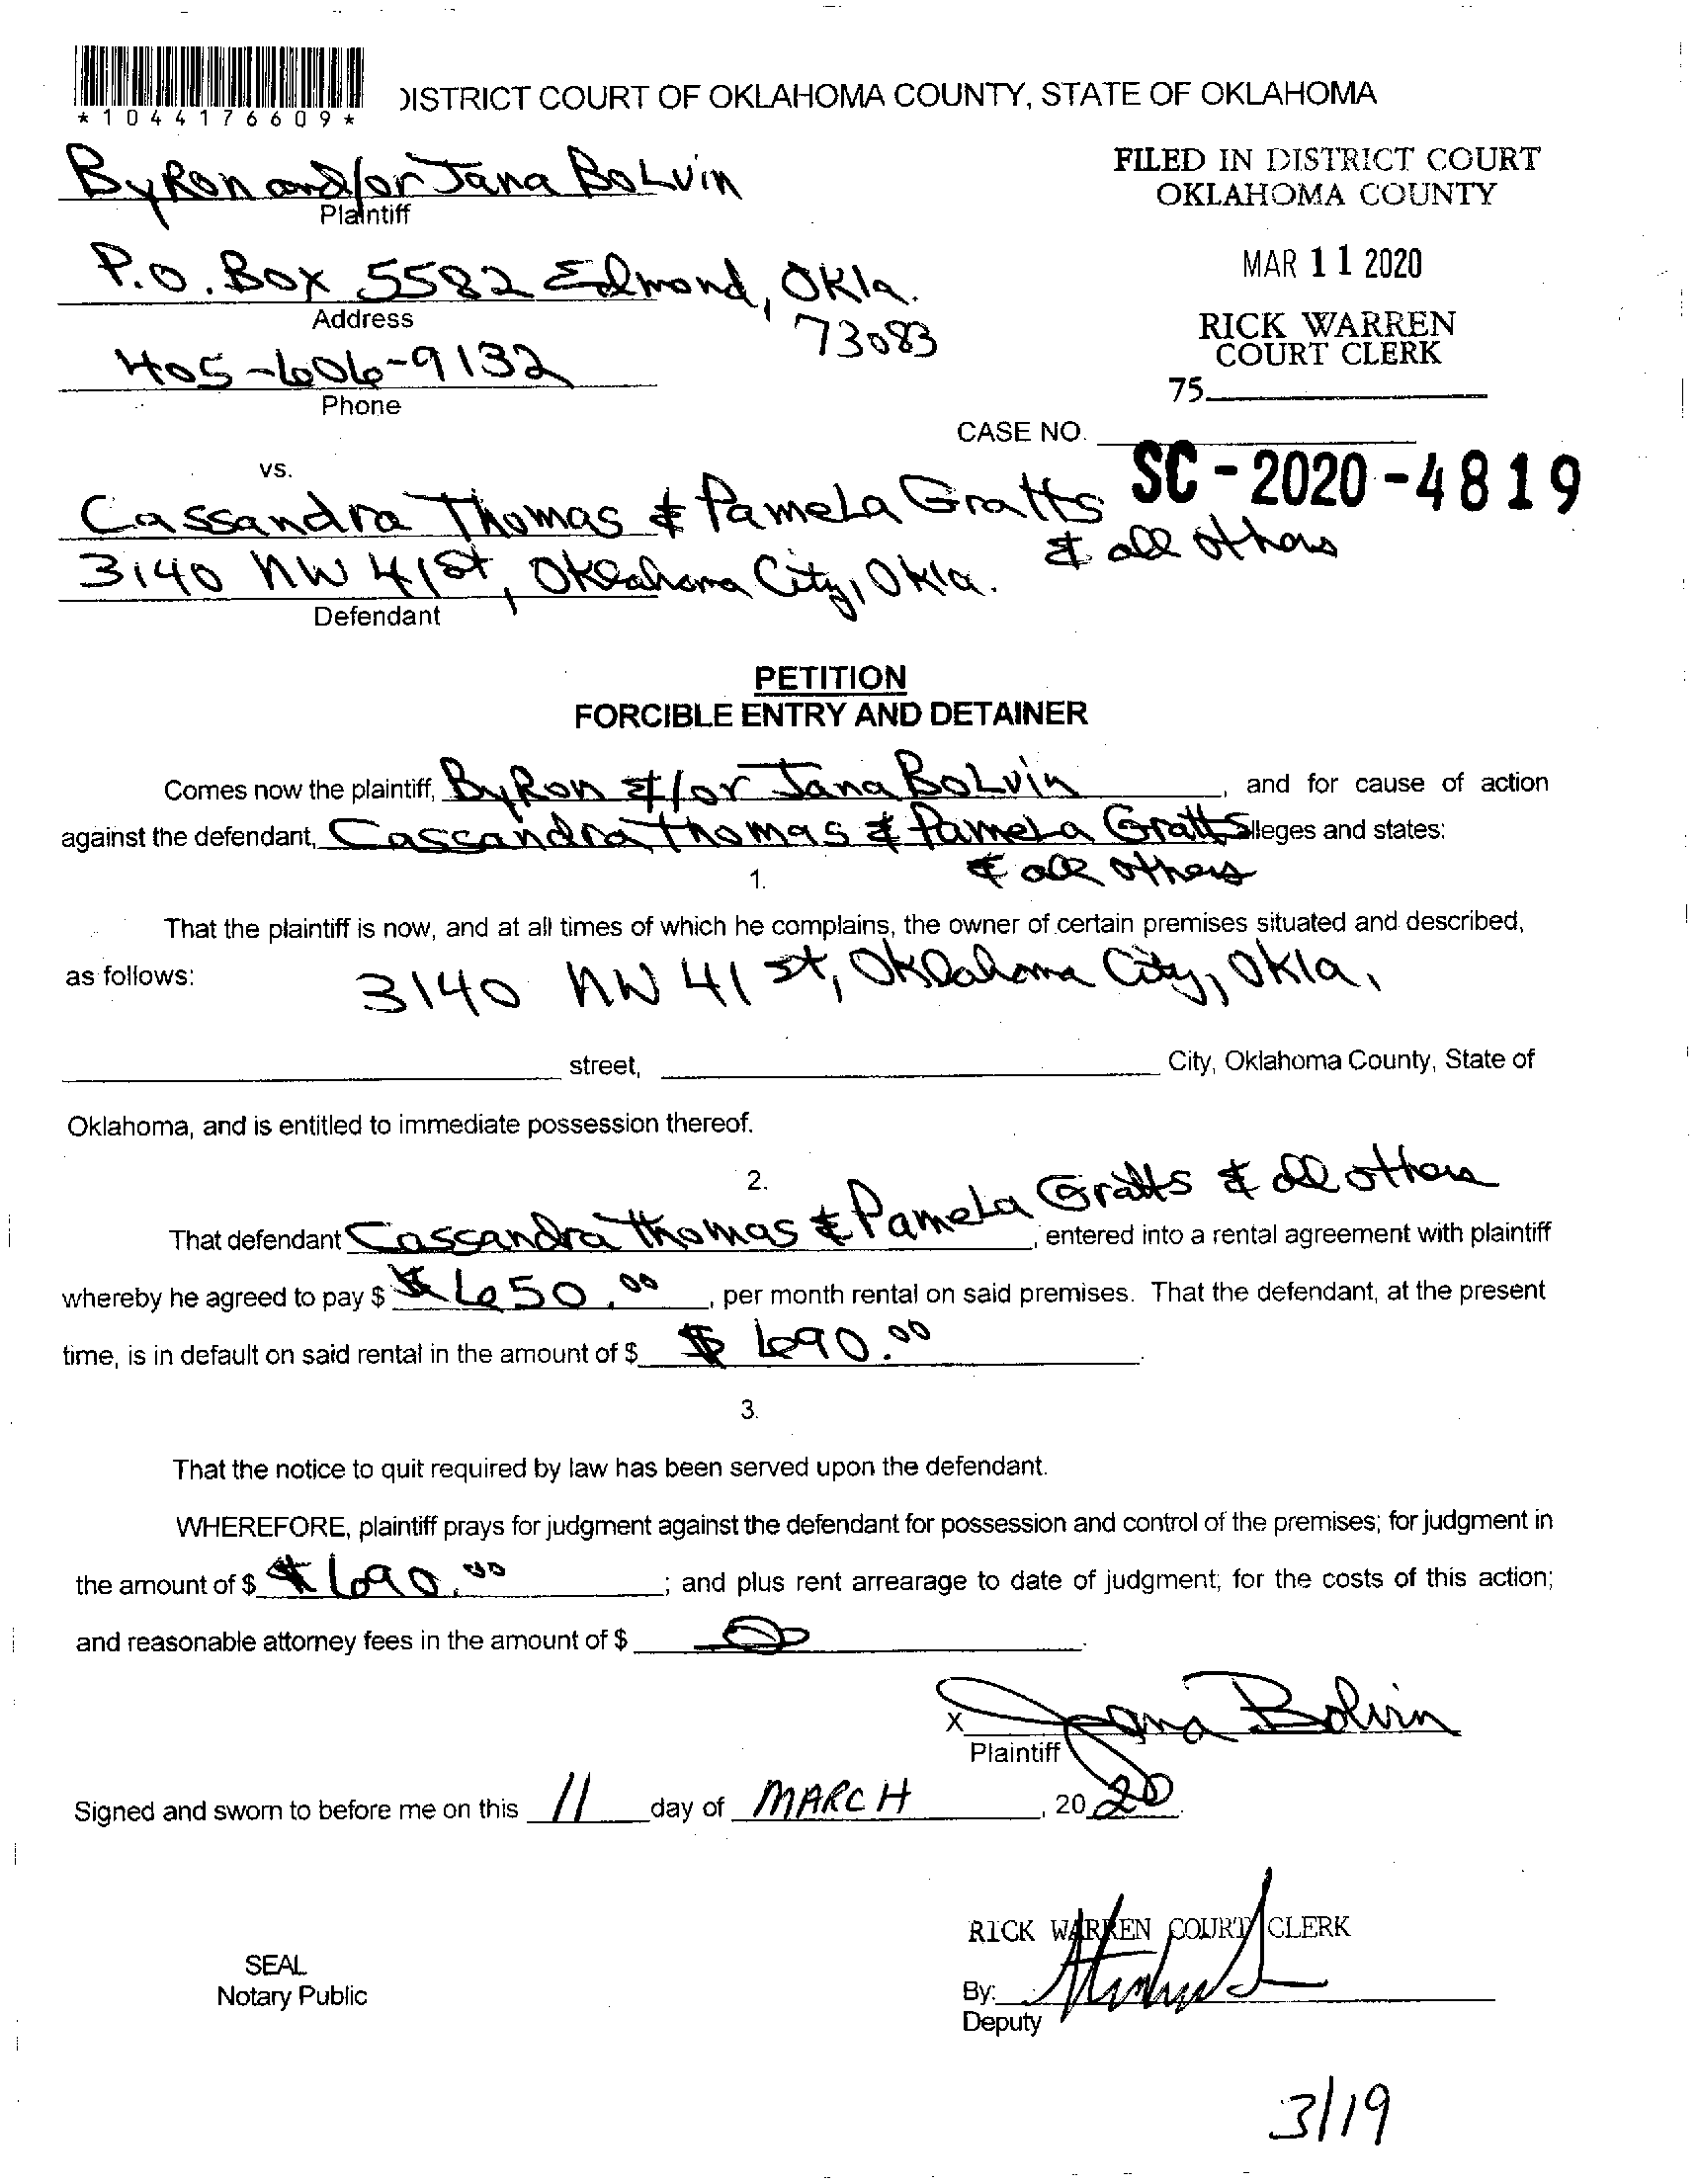 *1044176609*
DISTRICT COURT OF OKLAHOMA COUNTY, STATE OF OKLAHOMA
ByRon and/or Jana BoLvin
Plaintiff
FILED IN DISTRICT COURT
OKLAHOMA COUNTY
P.O. Box 5582 Edmond, Okla.
73083
Address
MAR 11 2020
405-606-9132
Phone
RICK WARREN
COURT CLERK
75
CASE NO. SC-2020-4819
vs.
Cassandra Thomas & PameLa Gratts
& all others
3140 NW 41 St, Oklahoma City, Okla.
Defendant
PETITION
FORCIBLE ENTRY AND DETAINER
Comes now the plaintiff, ByRon &/or Jana BoLvin, and for cause of action
against the defendant, Cassandra Thomas & PameLa Gratts lleges and states:
& all others
1.
That the plaintiff is now, and at all times of which he complains, the owner of certain premises situated and described,
as follows: 3140 NW 41 st, Oklahoma City, Okla,
street, City, Oklahoma County, State of
Oklahoma, and is entitled to immediate possession thereof.
2.
That defendant Cassandra Thomas & PameLa Gratts & all others, entered into a rental agreement with plaintiff
whereby he agreed to pay $ $650.00, per month rental on said premises. That the defendant, at the present
time, is in default on said rental in the amount of $ $690.00.
3.
That the notice to quit required by law has been served upon the defendant.
WHEREFORE, plaintiff prays for judgment against the defendant for possession and control of the premises; for judgment in
the amount of $ $690.00; and plus rent arrearage to date of judgment; for the costs of this action;
and reasonable attorney fees in the amount of $ 0.
X Jana Bolvin
Plaintiff
Signed and sworn to before me on this 11 day of MARCH, 2020.
RICK WARREN COURT CLERK
SEAL
Notary Public
By:
Deputy
3/19